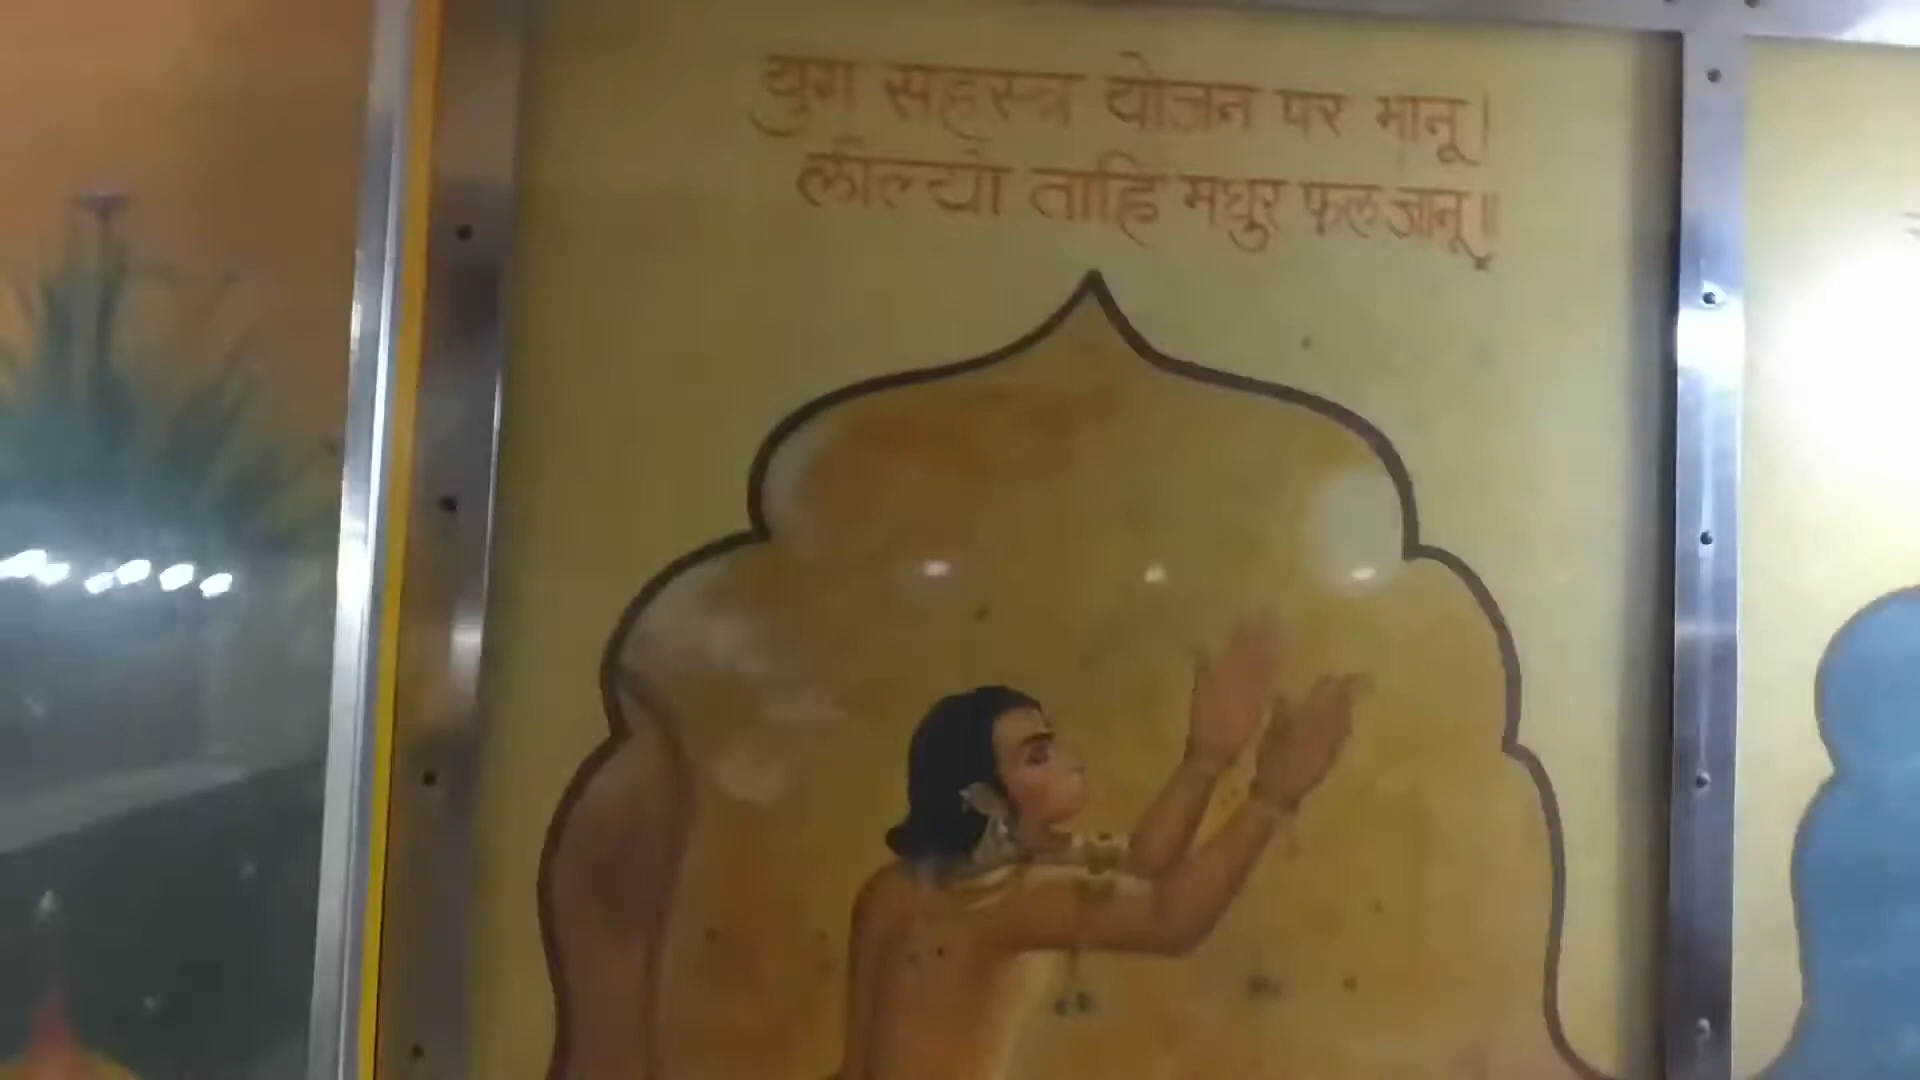 युग सहस्त्र योजन पर भानू।
लील्यो ताहि मधुर फल जानू॥